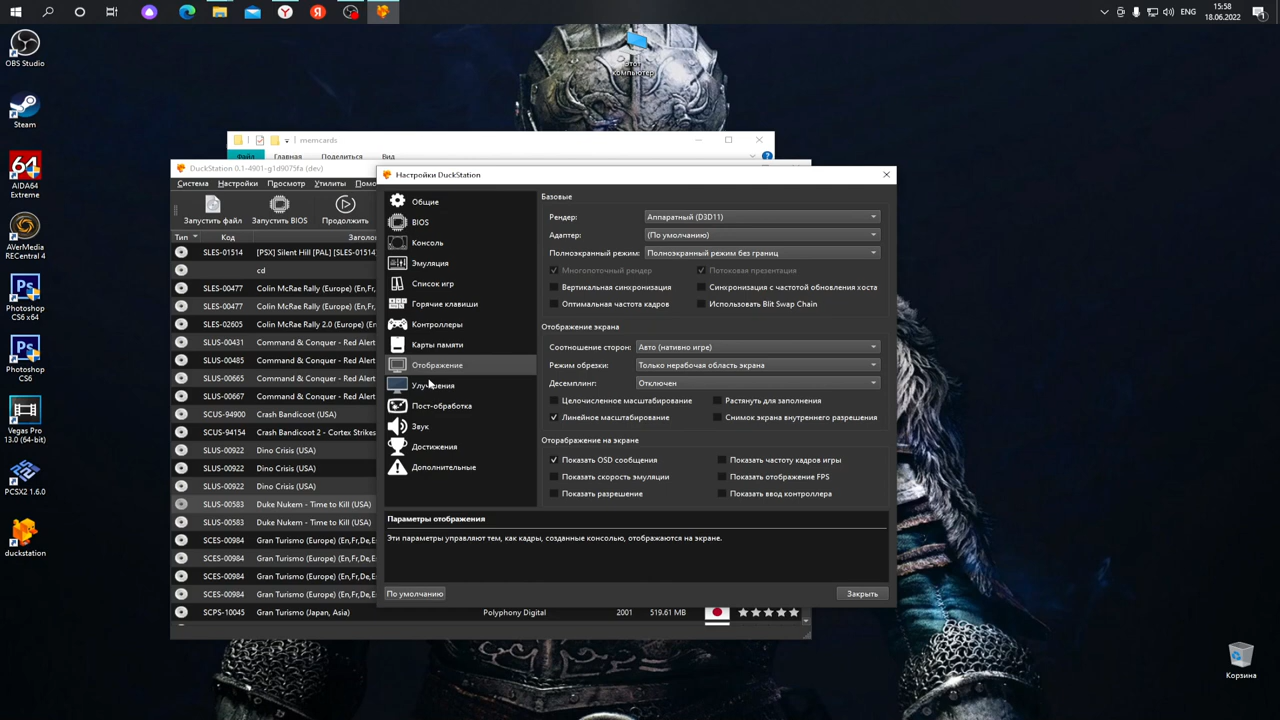 ENG
15:58
18.06.2022
OBS Studio
Steam
AIDA64
Extreme
AVerMedia
RECentral 4
Photoshop
CS6 x64
Photoshop
CS6
Vegas Pro
13.0 (64-bit)
PCSX2 1.6.0
duckstation
Этот
компьютер
Корзина
memcards
Файл Главная Поделиться Вид
DuckStation 0.1-4901-g1d9075fa (dev)
Система Настройки Просмотр Утилиты Помо
Запустить файл Запустить BIOS Продолжить
Тип Код Заголо
SLES-01514 [PSX] Silent Hill [PAL] [SLES-01514]
cd
SLES-00477 Colin McRae Rally (Europe) (En,Fr,De,
SLES-00477 Colin McRae Rally (Europe) (En,Fr,De,
SLES-02605 Colin McRae Rally 2.0 (Europe) (En,Fr
SLUS-00431 Command & Conquer - Red Alert
SLUS-00485 Command & Conquer - Red Alert
SLUS-00665 Command & Conquer - Red Alert
SLUS-00667 Command & Conquer - Red Alert
SCUS-94900 Crash Bandicoot (USA)
SCUS-94154 Crash Bandicoot 2 - Cortex Strikes
SLUS-00922 Dino Crisis (USA)
SLUS-00922 Dino Crisis (USA)
SLUS-00922 Dino Crisis (USA)
SLUS-00583 Duke Nukem - Time to Kill (USA)
SLUS-00583 Duke Nukem - Time to Kill (USA)
SCES-00984 Gran Turismo (Europe) (En,Fr,De,Es
SCES-00984 Gran Turismo (Europe) (En,Fr,De,Es
SCES-00984 Gran Turismo (Europe) (En,Fr,De,Es
SCES-00984 Gran Turismo (Europe) (En,Fr,De,Es
SCPS-10045 Gran Turismo (Japan, Asia) Polyphony Digital 2001 519.61 MB
Настройки DuckStation
Общие
BIOS
Консоль
Эмуляция
Список игр
Горячие клавиши
Контроллеры
Карты памяти
Отображение
Улучшения
Пост-обработка
Звук
Достижения
Дополнительные
Базовые
Рендер: Аппаратный (D3D11)
Адаптер: (По умолчанию)
Полноэкранный режим: Полноэкранный режим без границ
Многопоточный рендер Потоковая презентация
Вертикальная синхронизация Синхронизация с частотой обновления хоста
Оптимальная частота кадров Использовать Blit Swap Chain
Отображение экрана
Соотношение сторон: Авто (нативно игре)
Режим обрезки: Только нерабочая область экрана
Десемплинг: Отключен
Целочисленное масштабирование Растянуть для заполнения
Линейное масштабирование Снимок экрана внутреннего разрешения
Оторабражение на экране
Показать OSD сообщения Показать частоту кадров игры
Показать скорость эмуляции Показать отображение FPS
Показать разрешение Показать ввод контроллера
Параметры отображения
Эти параметры управляют тем, как кадры, созданные консолью, отображаются на экране.
По умолчанию Закрыть